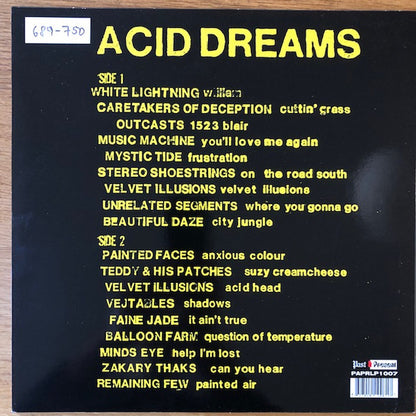 689-750
ACID DREAMS
SIDE 1
WHITE LIGHTNING william
CARETAKERS OF DECEPTION cuttin' grass
OUTCASTS 1523 blair
MUSIC MACHINE you'll love me again
MYSTIC TIDE frustration
STEREO SHOESTRINGS on the road south
VELVET ILLUSIONS velvet illusions
UNRELATED SEGMENTS where you gonna go
BEAUTIFUL DAZE city jungle
SIDE 2
PAINTED FACES anxious colour
TEDDY & HIS PATCHES suzy creamcheese
VELVET ILLUSIONS acid head
VEJTABLES shadows
FAINE JADE it ain't true
BALLOON FARM question of temperature
MINDS EYE help I'm lost
ZAKARY THAKS can you hear
REMAINING FEW painted air
Past Personal
PAPRLP1007